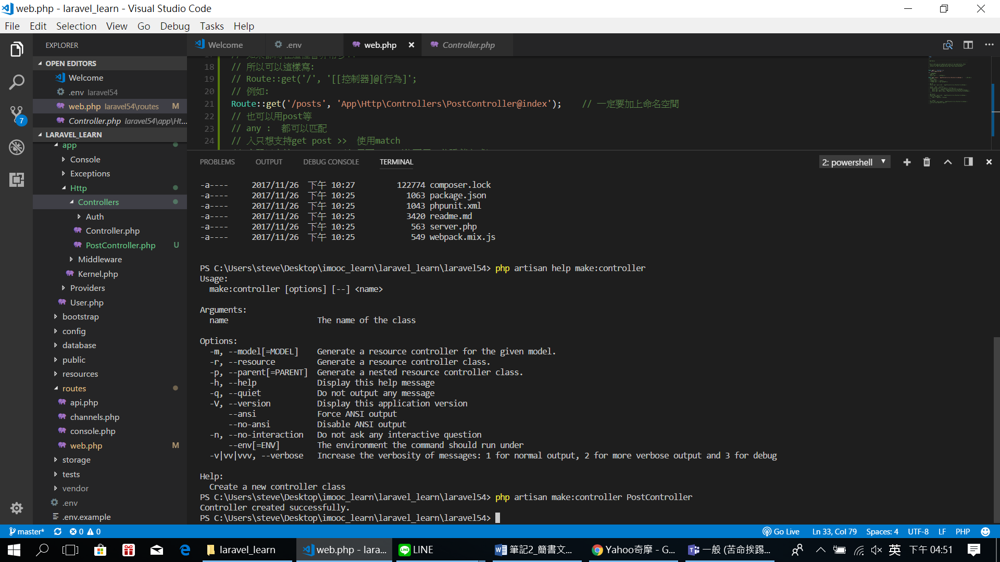 web.php - laravel_learn - Visual Studio Code
File Edit Selection View Go Debug Tasks Help
EXPLORER
OPEN EDITORS
Welcome
.env laravel54
web.php laravel54\routes M
Controller.php laravel54\app\Ht...
7
LARAVEL_LEARN
app
Console
Exceptions
Http
Controllers
Auth
Controller.php
PostController.php U
Middleware
Kernel.php
Providers
User.php
bootstrap
config
database
public
resources
routes
api.php
channels.php
console.php
web.php M
storage
tests
vendor
.env
.env.example
Welcome .env web.php Controller.php
18 // 所以可以這樣寫:
19 // Route::get('/', '[[控制器]@[行為]';
20 // 例如:
21 Route::get('/posts', 'App\Http\Controllers\PostController@index'); // 一定要加上命名空間
22 // 也可以用post等
23 // any : 都可以匹配
24 // 入只想支持get post >> 使用match
PROBLEMS OUTPUT DEBUG CONSOLE TERMINAL 2: powershell
-a---- 2017/11/26 下午 10:27 122774 composer.lock
-a---- 2017/11/26 下午 10:25 1063 package.json
-a---- 2017/11/26 下午 10:25 1043 phpunit.xml
-a---- 2017/11/26 下午 10:25 3420 readme.md
-a---- 2017/11/26 下午 10:25 563 server.php
-a---- 2017/11/26 下午 10:25 549 webpack.mix.js
PS C:\Users\steve\Desktop\imooc_learn\laravel_learn\laravel54> php artisan help make:controller
Usage:
make:controller [options] [--] <name>
Arguments:
name The name of the class
Options:
-m, --model[=MODEL] Generate a resource controller for the given model.
-r, --resource Generate a resource controller class.
-p, --parent[=PARENT] Generate a nested resource controller class.
-h, --help Display this help message
-q, --quiet Do not output any message
-V, --version Display this application version
--ansi Force ANSI output
--no-ansi Disable ANSI output
-n, --no-interaction Do not ask any interactive question
--env[=ENV] The environment the command should run under
-v|vv|vvv, --verbose Increase the verbosity of messages: 1 for normal output, 2 for more verbose output and 3 for debug
Help:
Create a new controller class
PS C:\Users\steve\Desktop\imooc_learn\laravel_learn\laravel54> php artisan make:controller PostController
Controller created successfully.
PS C:\Users\steve\Desktop\imooc_learn\laravel_learn\laravel54>
master* 0 0 Go Live Ln 33, Col 79 Spaces: 4 UTF-8 LF PHP
laravel_learn web.php - lara... LINE 筆記2_簡書文... Yahoo奇摩 - G... 一般 (苦命挨踢... 英 下午 04:51